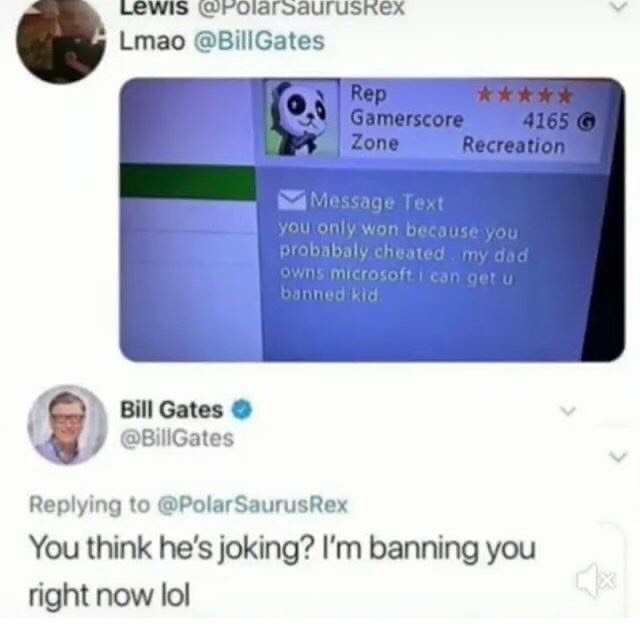 Lewis @PolarSaurusRex
Lmao @BillGates
Rep
Gamerscore 4165 G
Zone Recreation
Message Text
you only won because you
probabaly cheated . my dad
owns microsoft i can get u
banned kid.
Bill Gates
@BillGates
Replying to @PolarSaurusRex
You think he's joking? I'm banning you
right now lol